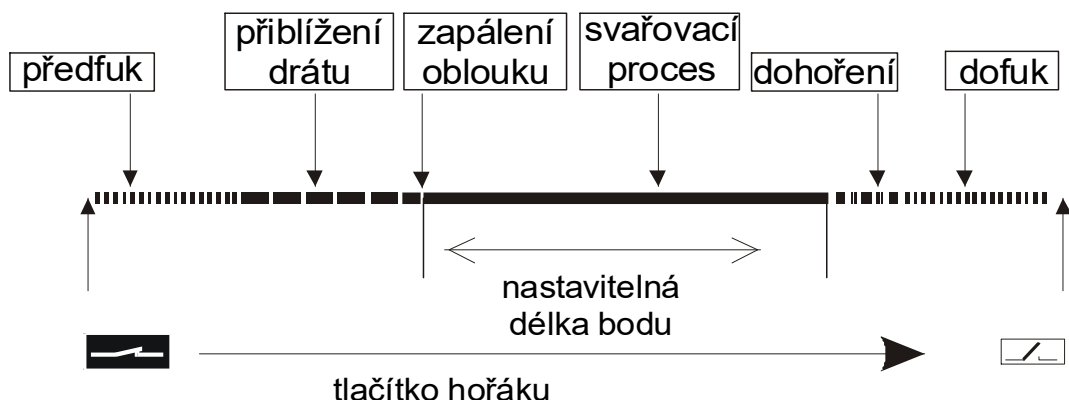 předfuk
přiblížení
drátu
zapálení
oblouku
svařovací
proces
dohoření
dofuk
nastavitelná
délka bodu
tlačítko hořáku